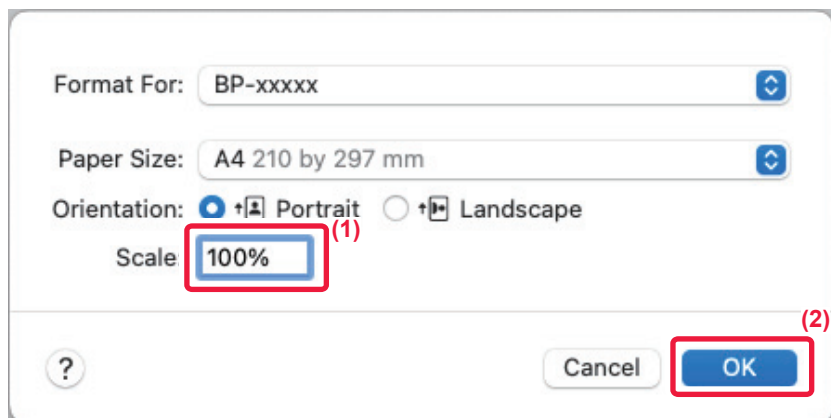 Format For: BP-xxxxx
Paper Size: A4 210 by 297 mm
Orientation: Portrait Landscape
(1)
Scale: 100%
(2)
? Cancel OK